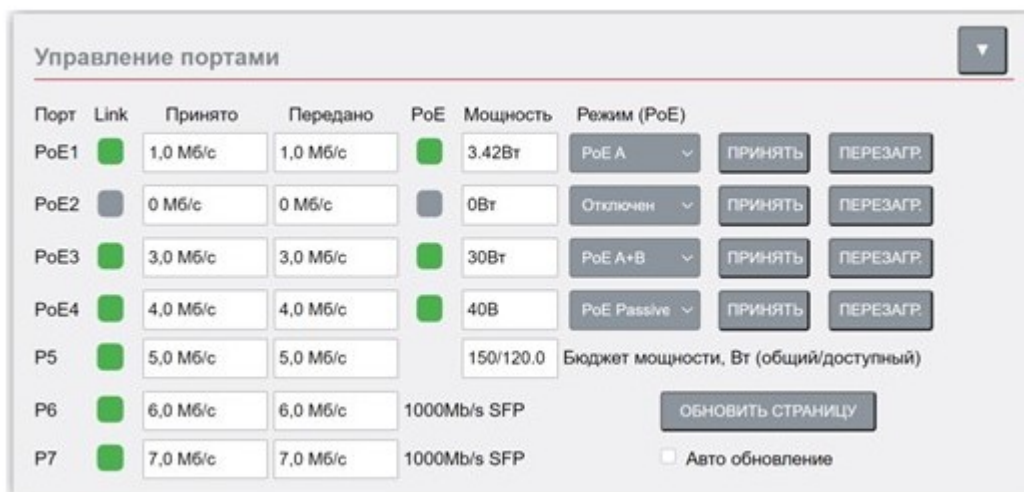 Управление портами ▼
Порт Link Принято Передано PoE Мощность Режим (PoE)
PoE1 1,0 Мб/с 1,0 Мб/с 3.42Вт PoE A ПРИНЯТЬ ПЕРЕЗАГР.
PoE2 0 Мб/с 0 Мб/с 0Вт Отключен ПРИНЯТЬ ПЕРЕЗАГР.
PoE3 3,0 Мб/с 3,0 Мб/с 30Вт PoE A+B ПРИНЯТЬ ПЕРЕЗАГР.
PoE4 4,0 Мб/с 4,0 Мб/с 40В PoE Passive ПРИНЯТЬ ПЕРЕЗАГР.
P5 5,0 Мб/с 5,0 Мб/с 150/120.0 Бюджет мощности, Вт (общий/доступный)
P6 6,0 Мб/с 6,0 Мб/с 1000Mb/s SFP ОБНОВИТЬ СТРАНИЦУ
P7 7,0 Мб/с 7,0 Мб/с 1000Mb/s SFP Авто обновление